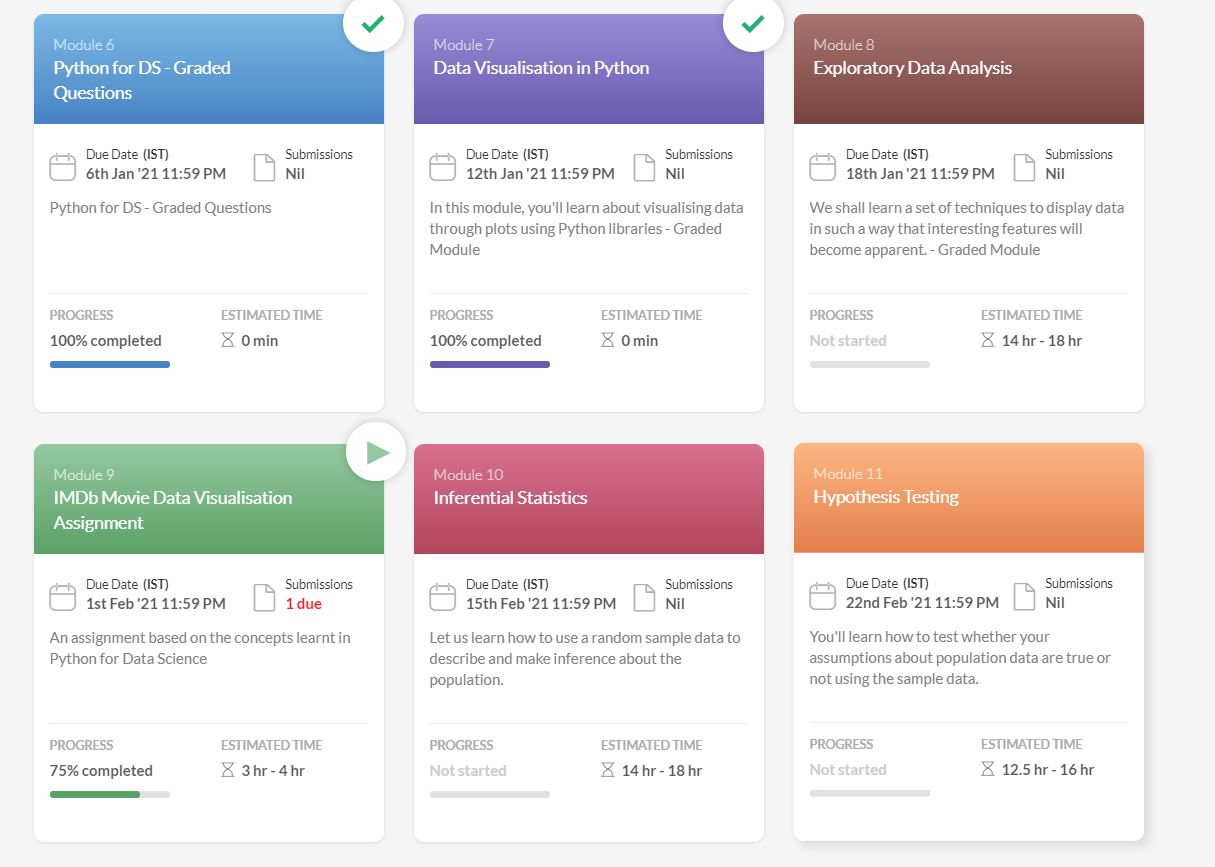 Module 6
Python for DS - Graded
Questions
Due Date (IST)
6th Jan '21 11:59 PM
Submissions
Nil
Python for DS - Graded Questions
PROGRESS
100% completed
ESTIMATED TIME
0 min
Module 7
Data Visualisation in Python
Due Date (IST)
12th Jan '21 11:59 PM
Submissions
Nil
In this module, you'll learn about visualising data
through plots using Python libraries - Graded
Module
PROGRESS
100% completed
ESTIMATED TIME
0 min
Module 8
Exploratory Data Analysis
Due Date (IST)
18th Jan '21 11:59 PM
Submissions
Nil
We shall learn a set of techniques to display data
in such a way that interesting features will
become apparent. - Graded Module
PROGRESS
Not started
ESTIMATED TIME
14 hr - 18 hr
Module 9
IMDb Movie Data Visualisation
Assignment
Due Date (IST)
1st Feb '21 11:59 PM
Submissions
1 due
An assignment based on the concepts learnt in
Python for Data Science
PROGRESS
75% completed
ESTIMATED TIME
3 hr - 4 hr
Module 10
Inferential Statistics
Due Date (IST)
15th Feb '21 11:59 PM
Submissions
Nil
Let us learn how to use a random sample data to
describe and make inference about the
population.
PROGRESS
Not started
ESTIMATED TIME
14 hr - 18 hr
Module 11
Hypothesis Testing
Due Date (IST)
22nd Feb '21 11:59 PM
Submissions
Nil
You'll learn how to test whether your
assumptions about population data are true or
not using the sample data.
PROGRESS
Not started
ESTIMATED TIME
12.5 hr - 16 hr